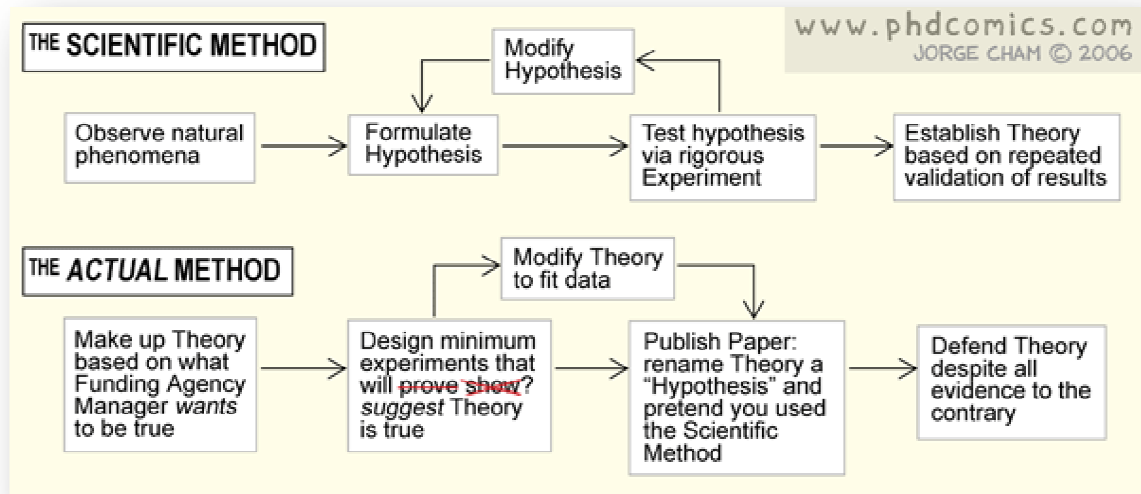 THE SCIENTIFIC METHOD
www.phdcomics.com
JORGE CHAM © 2006
Modify
Hypothesis
Observe natural
phenomena
Formulate
Hypothesis
Test hypothesis
via rigorous
Experiment
Establish Theory
based on repeated
validation of results
THE ACTUAL METHOD
Modify Theory
to fit data
Make up Theory
based on what
Funding Agency
Manager wants
to be true
Design minimum
experiments that
will prove show?
suggest Theory
is true
Publish Paper:
rename Theory a
“Hypothesis” and
pretend you used
the Scientific
Method
Defend Theory
despite all
evidence to the
contrary